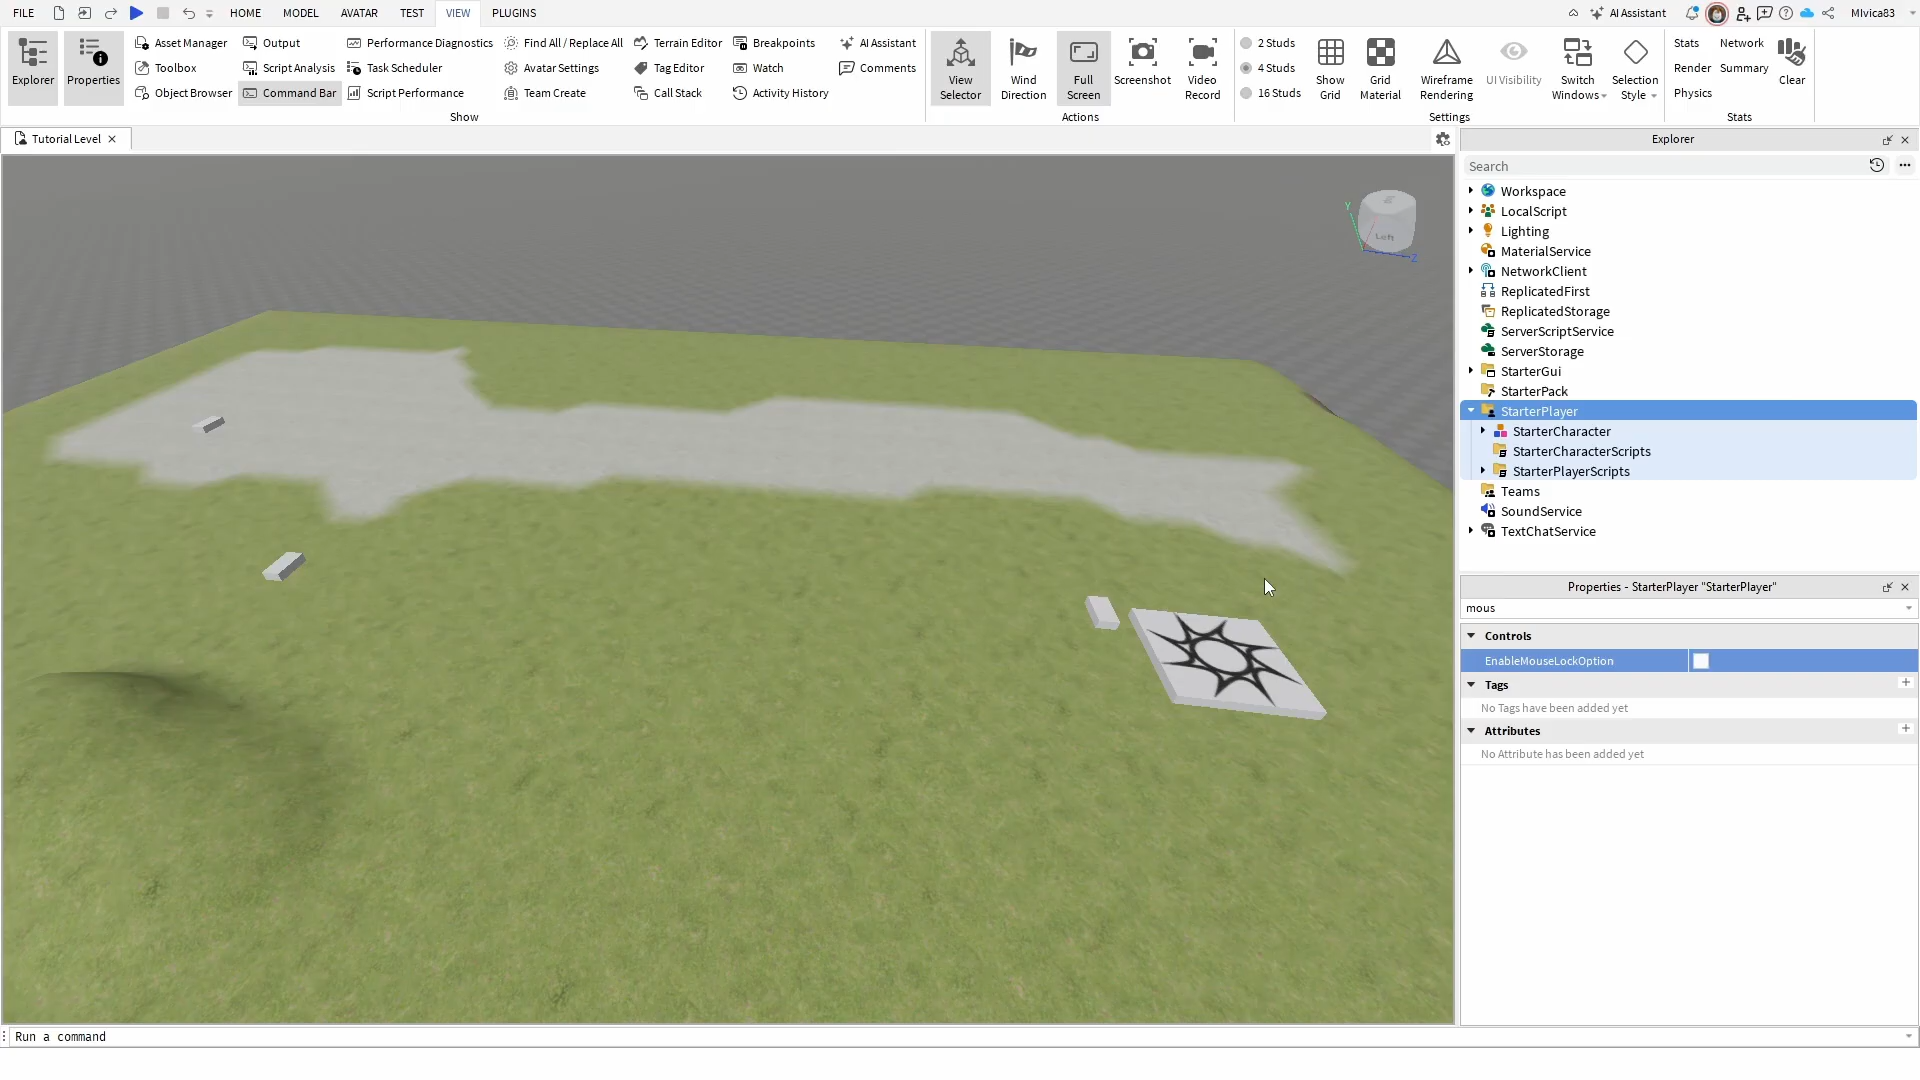 FILE HOME MODEL AVATAR TEST VIEW PLUGINS AI Assistant MIvica83
Explorer
Properties
Asset Manager
Toolbox
Object Browser
Output
Script Analysis
Command Bar
Performance Diagnostics
Task Scheduler
Script Performance
Find All / Replace All
Avatar Settings
Team Create
Terrain Editor
Tag Editor
Call Stack
Breakpoints
Watch
Activity History
AI Assistant
Comments
Show
View
Selector
Wind
Direction
Full
Screen
Screenshot
Video
Record
Actions
2 Studs
4 Studs
16 Studs
Show
Grid
Grid
Material
Wireframe
Rendering
UI Visibility
Switch
Windows
Selection
Style
Settings
Stats
Render
Physics
Network
Summary
Clear
Stats
Tutorial Level
Y
Left
Z
Explorer
Search
Workspace
LocalScript
Lighting
MaterialService
NetworkClient
ReplicatedFirst
ReplicatedStorage
ServerScriptService
ServerStorage
StarterGui
StarterPack
StarterPlayer
StarterCharacter
StarterCharacterScripts
StarterPlayerScripts
Teams
SoundService
TextChatService
Properties - StarterPlayer "StarterPlayer"
mous
Controls
EnableMouseLockOption
Tags
No Tags have been added yet
Attributes
No Attribute has been added yet
Run a command